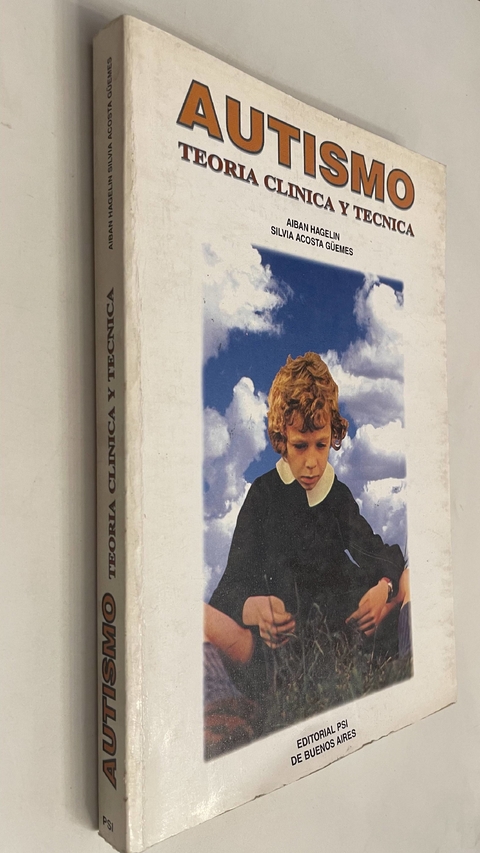 AUTISMO
TEORIA CLINICA Y TECNICA
AIBAN HAGELIN
SILVIA ACOSTA GÜEMES
EDITORIAL PSI
DE BUENOS AIRES
PSI AUTISMO TEORIA CLINICA Y TECNICA AIBAN HAGELIN SILVIA ACOSTA GÜEMES